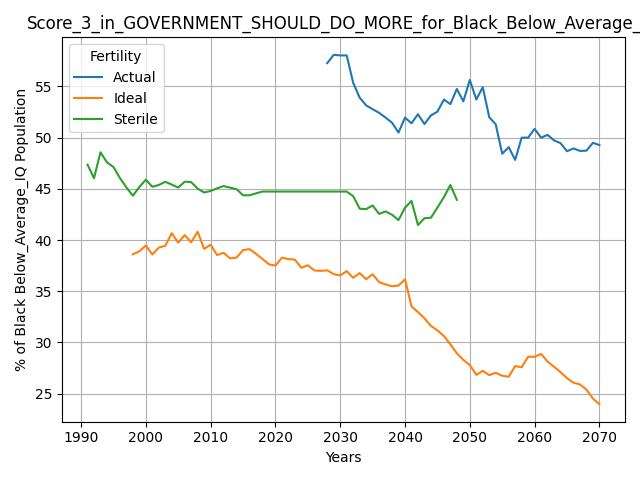 Score_3_in_GOVERNMENT_SHOULD_DO_MORE_for_Black_Below_Average_
Fertility
Actual
Ideal
Sterile
% of Black Below_Average_IQ Population
55
50
45
40
35
30
25
1990 2000 2010 2020 2030 2040 2050 2060 2070
Years